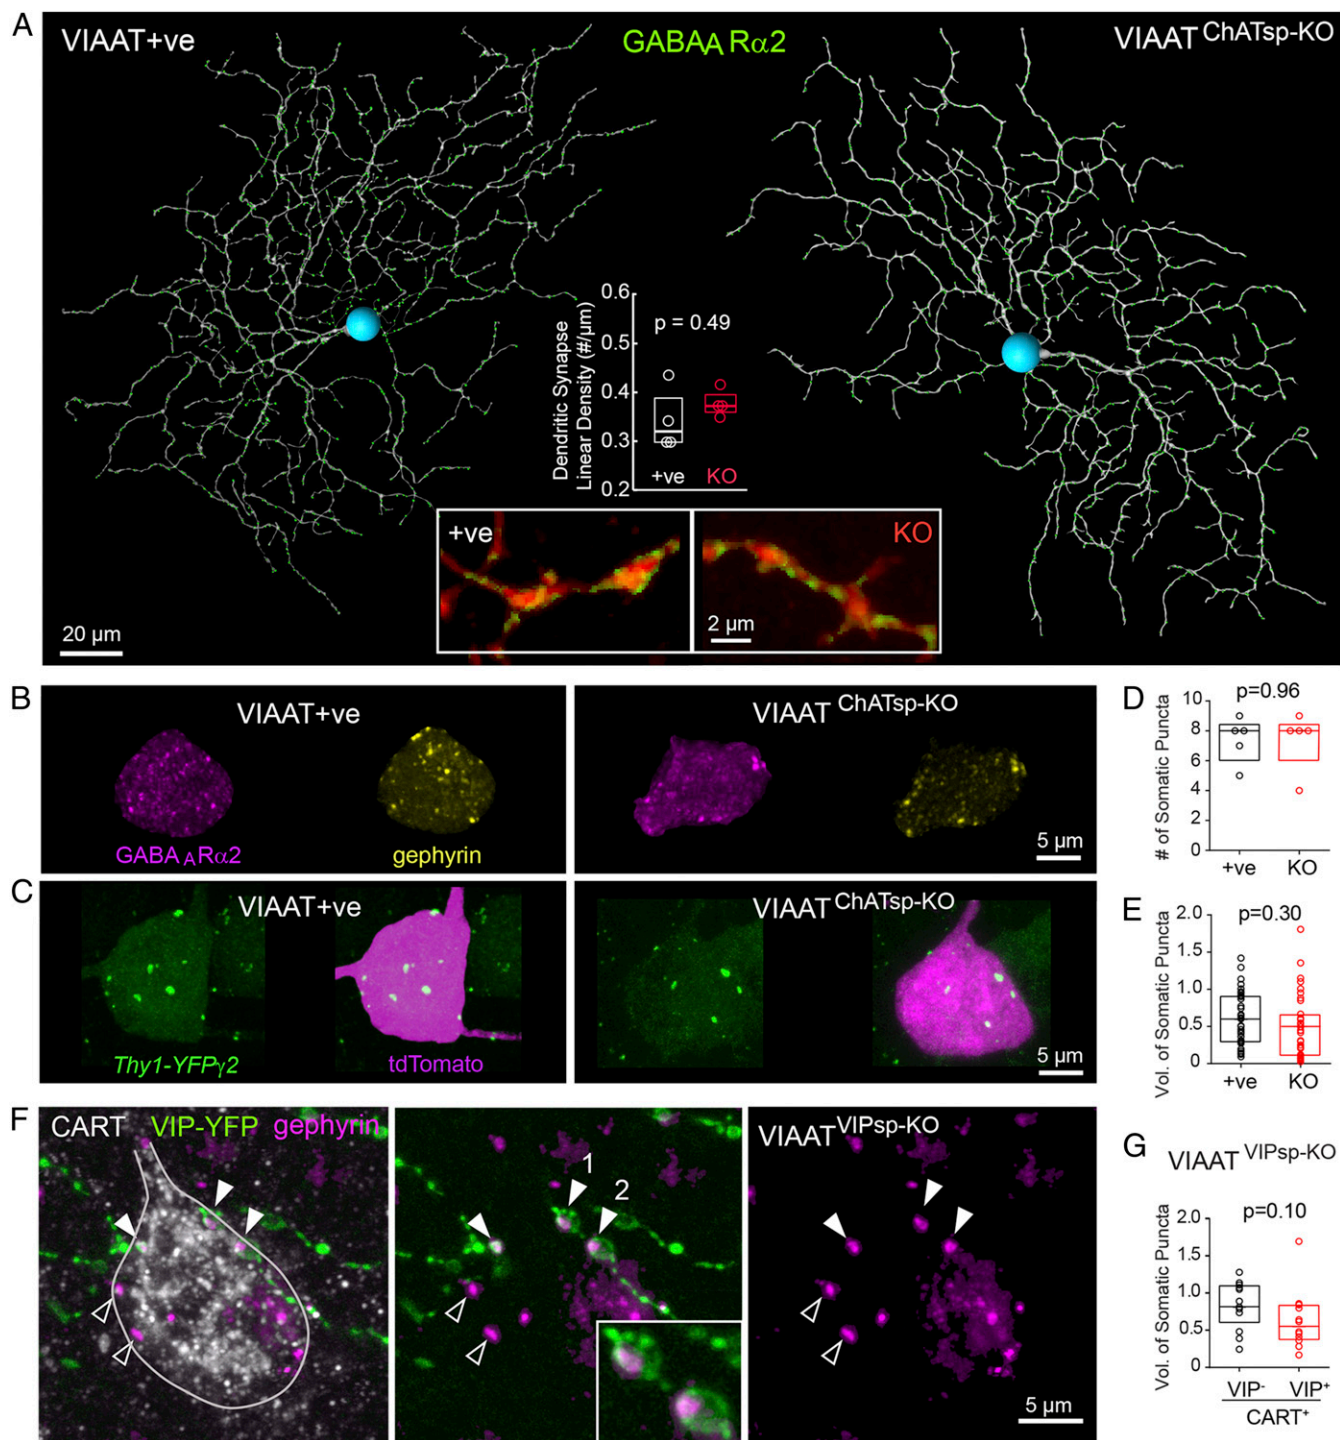 A
VIAAT+ve
GABAA Rα2
VIAAT ChATsp-KO
0.6
0.5
0.4
0.3
0.2
Dendritic Synapse
Linear Density (#/µm)
p = 0.49
+ve
KO
+ve
KO
20 µm
2 µm
B
VIAAT+ve
GABA A Rα2
gephyrin
VIAAT ChATsp-KO
5 µm
C
VIAAT+ve
Thy1-YFPγ2
tdTomato
VIAAT ChATsp-KO
5 µm
D
# of Somatic Puncta
10
8
6
4
2
0
p=0.96
+ve
KO
E
Vol. of Somatic Puncta
2.0
1.5
1.0
0.5
0
p=0.30
+ve
KO
F
CART
VIP-YFP
gephyrin
1
2
VIAAT VIPsp-KO
5 µm
G
VIAAT VIPsp-KO
Vol. of Somatic Puncta
2.0
1.5
1.0
0.5
0
p=0.10
VIP-
VIP+
CART+